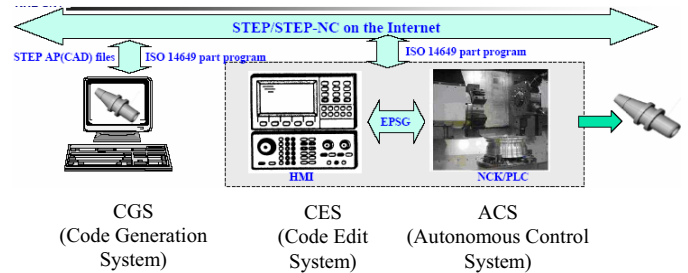 STEP/STEP-NC on the Internet
STEP AP(CAD) files
ISO 14649 part program
ISO 14649 part program
EPSG
HMI
NCK/PLC
CGS
(Code Generation
System)
CES
(Code Edit
System)
ACS
(Autonomous Control
System)